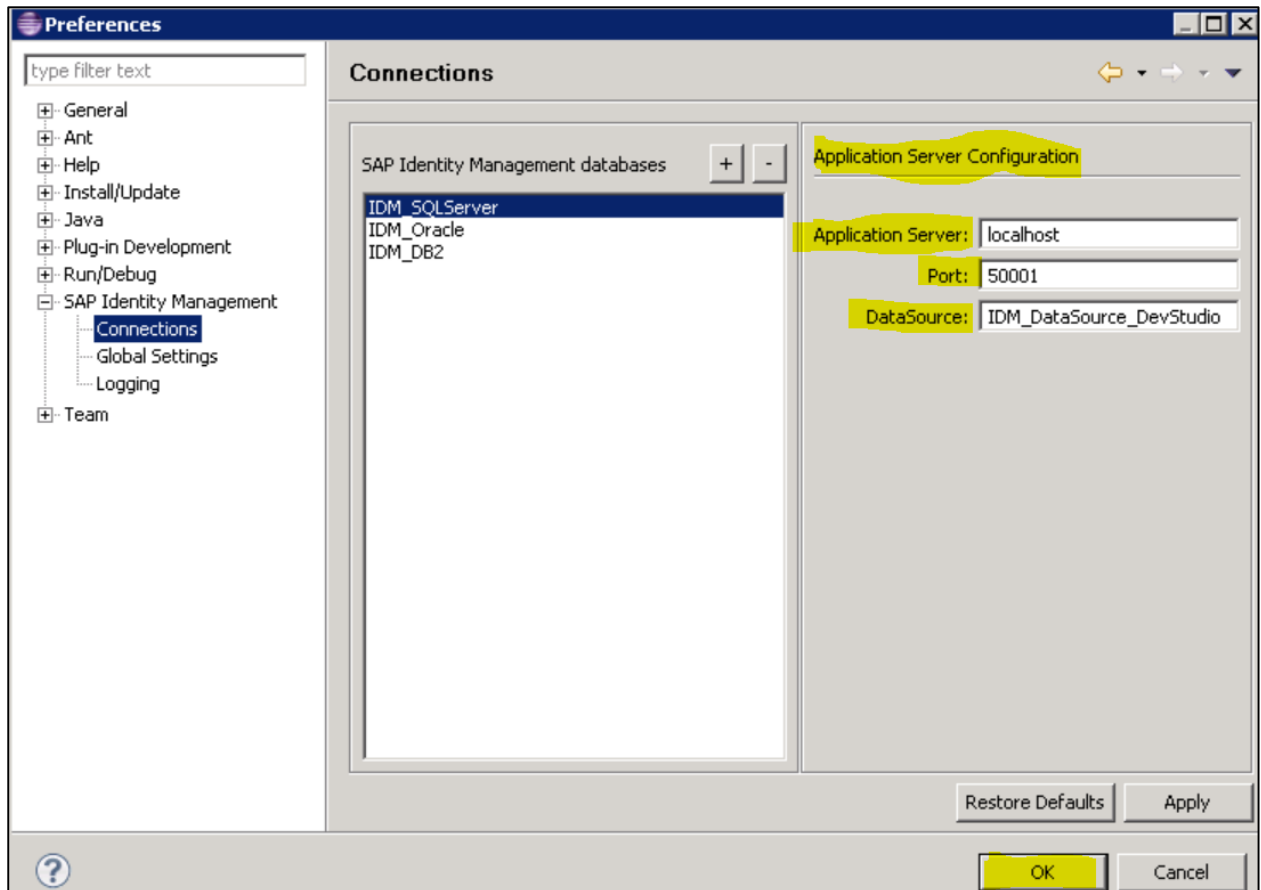 Preferences
type filter text
General
Ant
Help
Install/Update
Java
Plug-in Development
Run/Debug
SAP Identity Management
Connections
Global Settings
Logging
Team
Connections
SAP Identity Management databases
+ -
IDM_SQLServer
IDM_Oracle
IDM_DB2
Application Server Configuration
Application Server: localhost
Port: 50001
DataSource: IDM_DataSource_DevStudio
Restore Defaults Apply
? OK Cancel